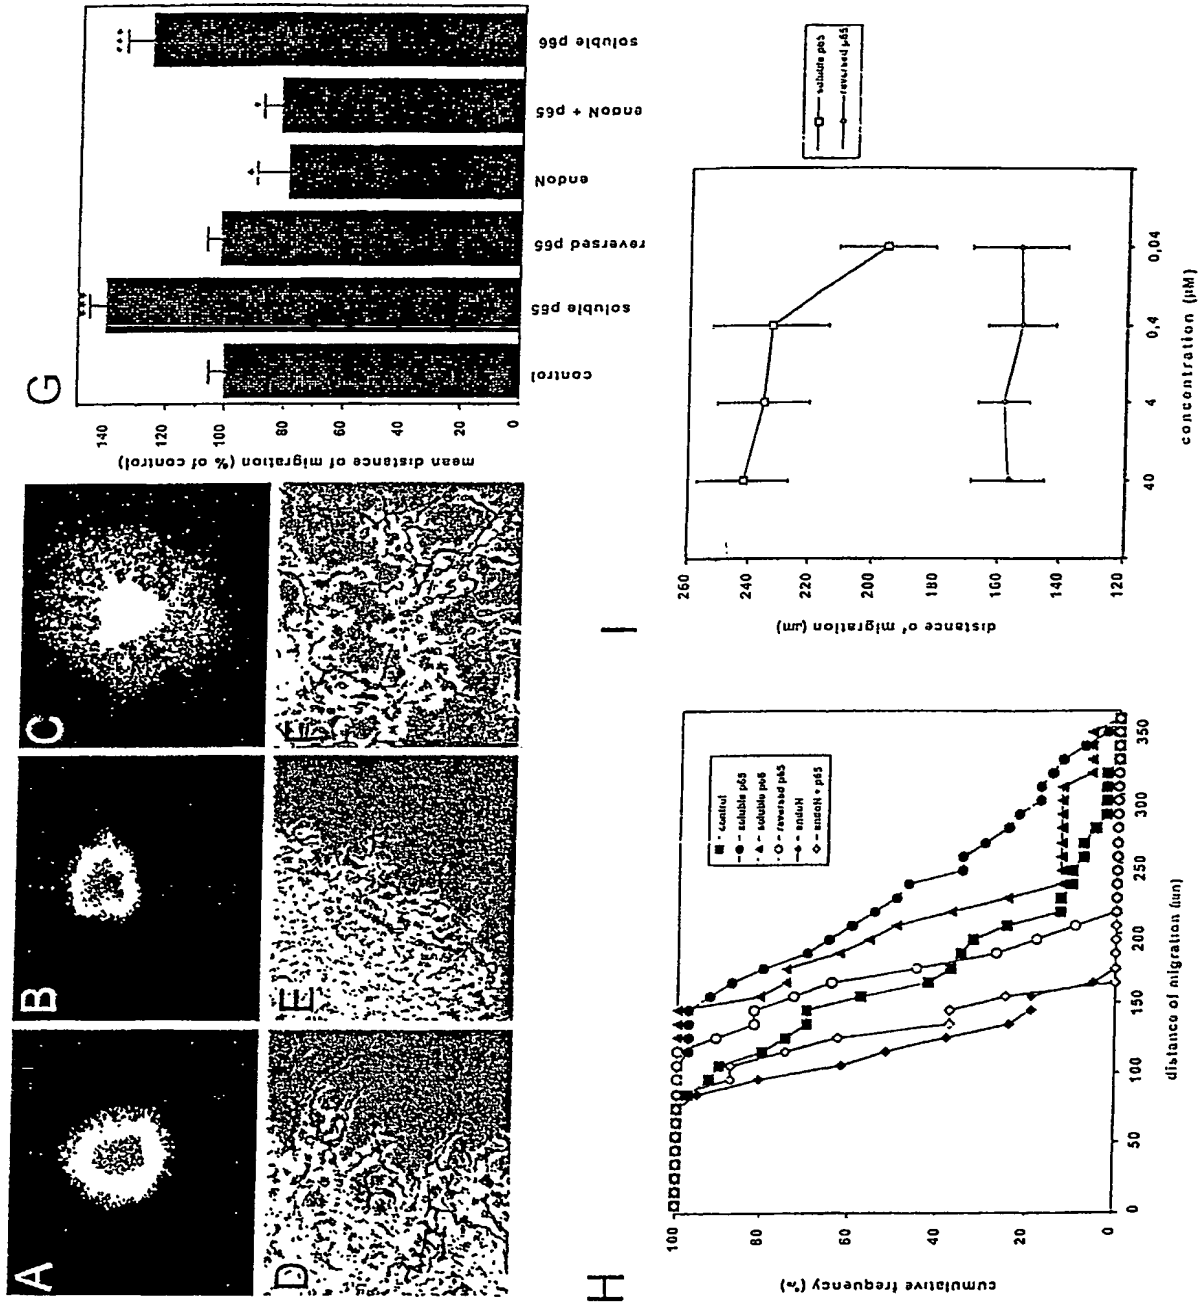 A
B
C
D
E
F
G
mean distance of migration (% of control)
140
120
100
80
60
40
20
0
control
soluble p65
reversed p65
endoN
endoN + p65
soluble p66
***
***
*
*
H
cumulative frequency (%)
100
80
60
40
20
0
0
50
100
150
200
250
300
350
distance of migration (µm)
control
soluble p65
soluble p66
reversed p65
endoN
endoN + p65
I
distance of migration (µm)
260
240
220
200
180
160
140
120
40
4
0,4
0,04
concentration (µM)
soluble p65
reversed p65